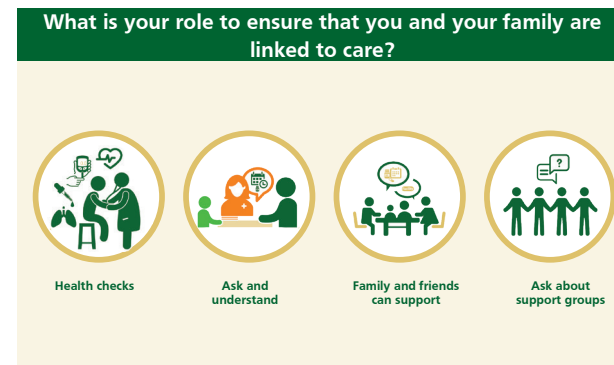 What is your role to ensure that you and your family are
linked to care?
?
Health checks
Ask and
understand
Family and friends
can support
Ask about
support groups